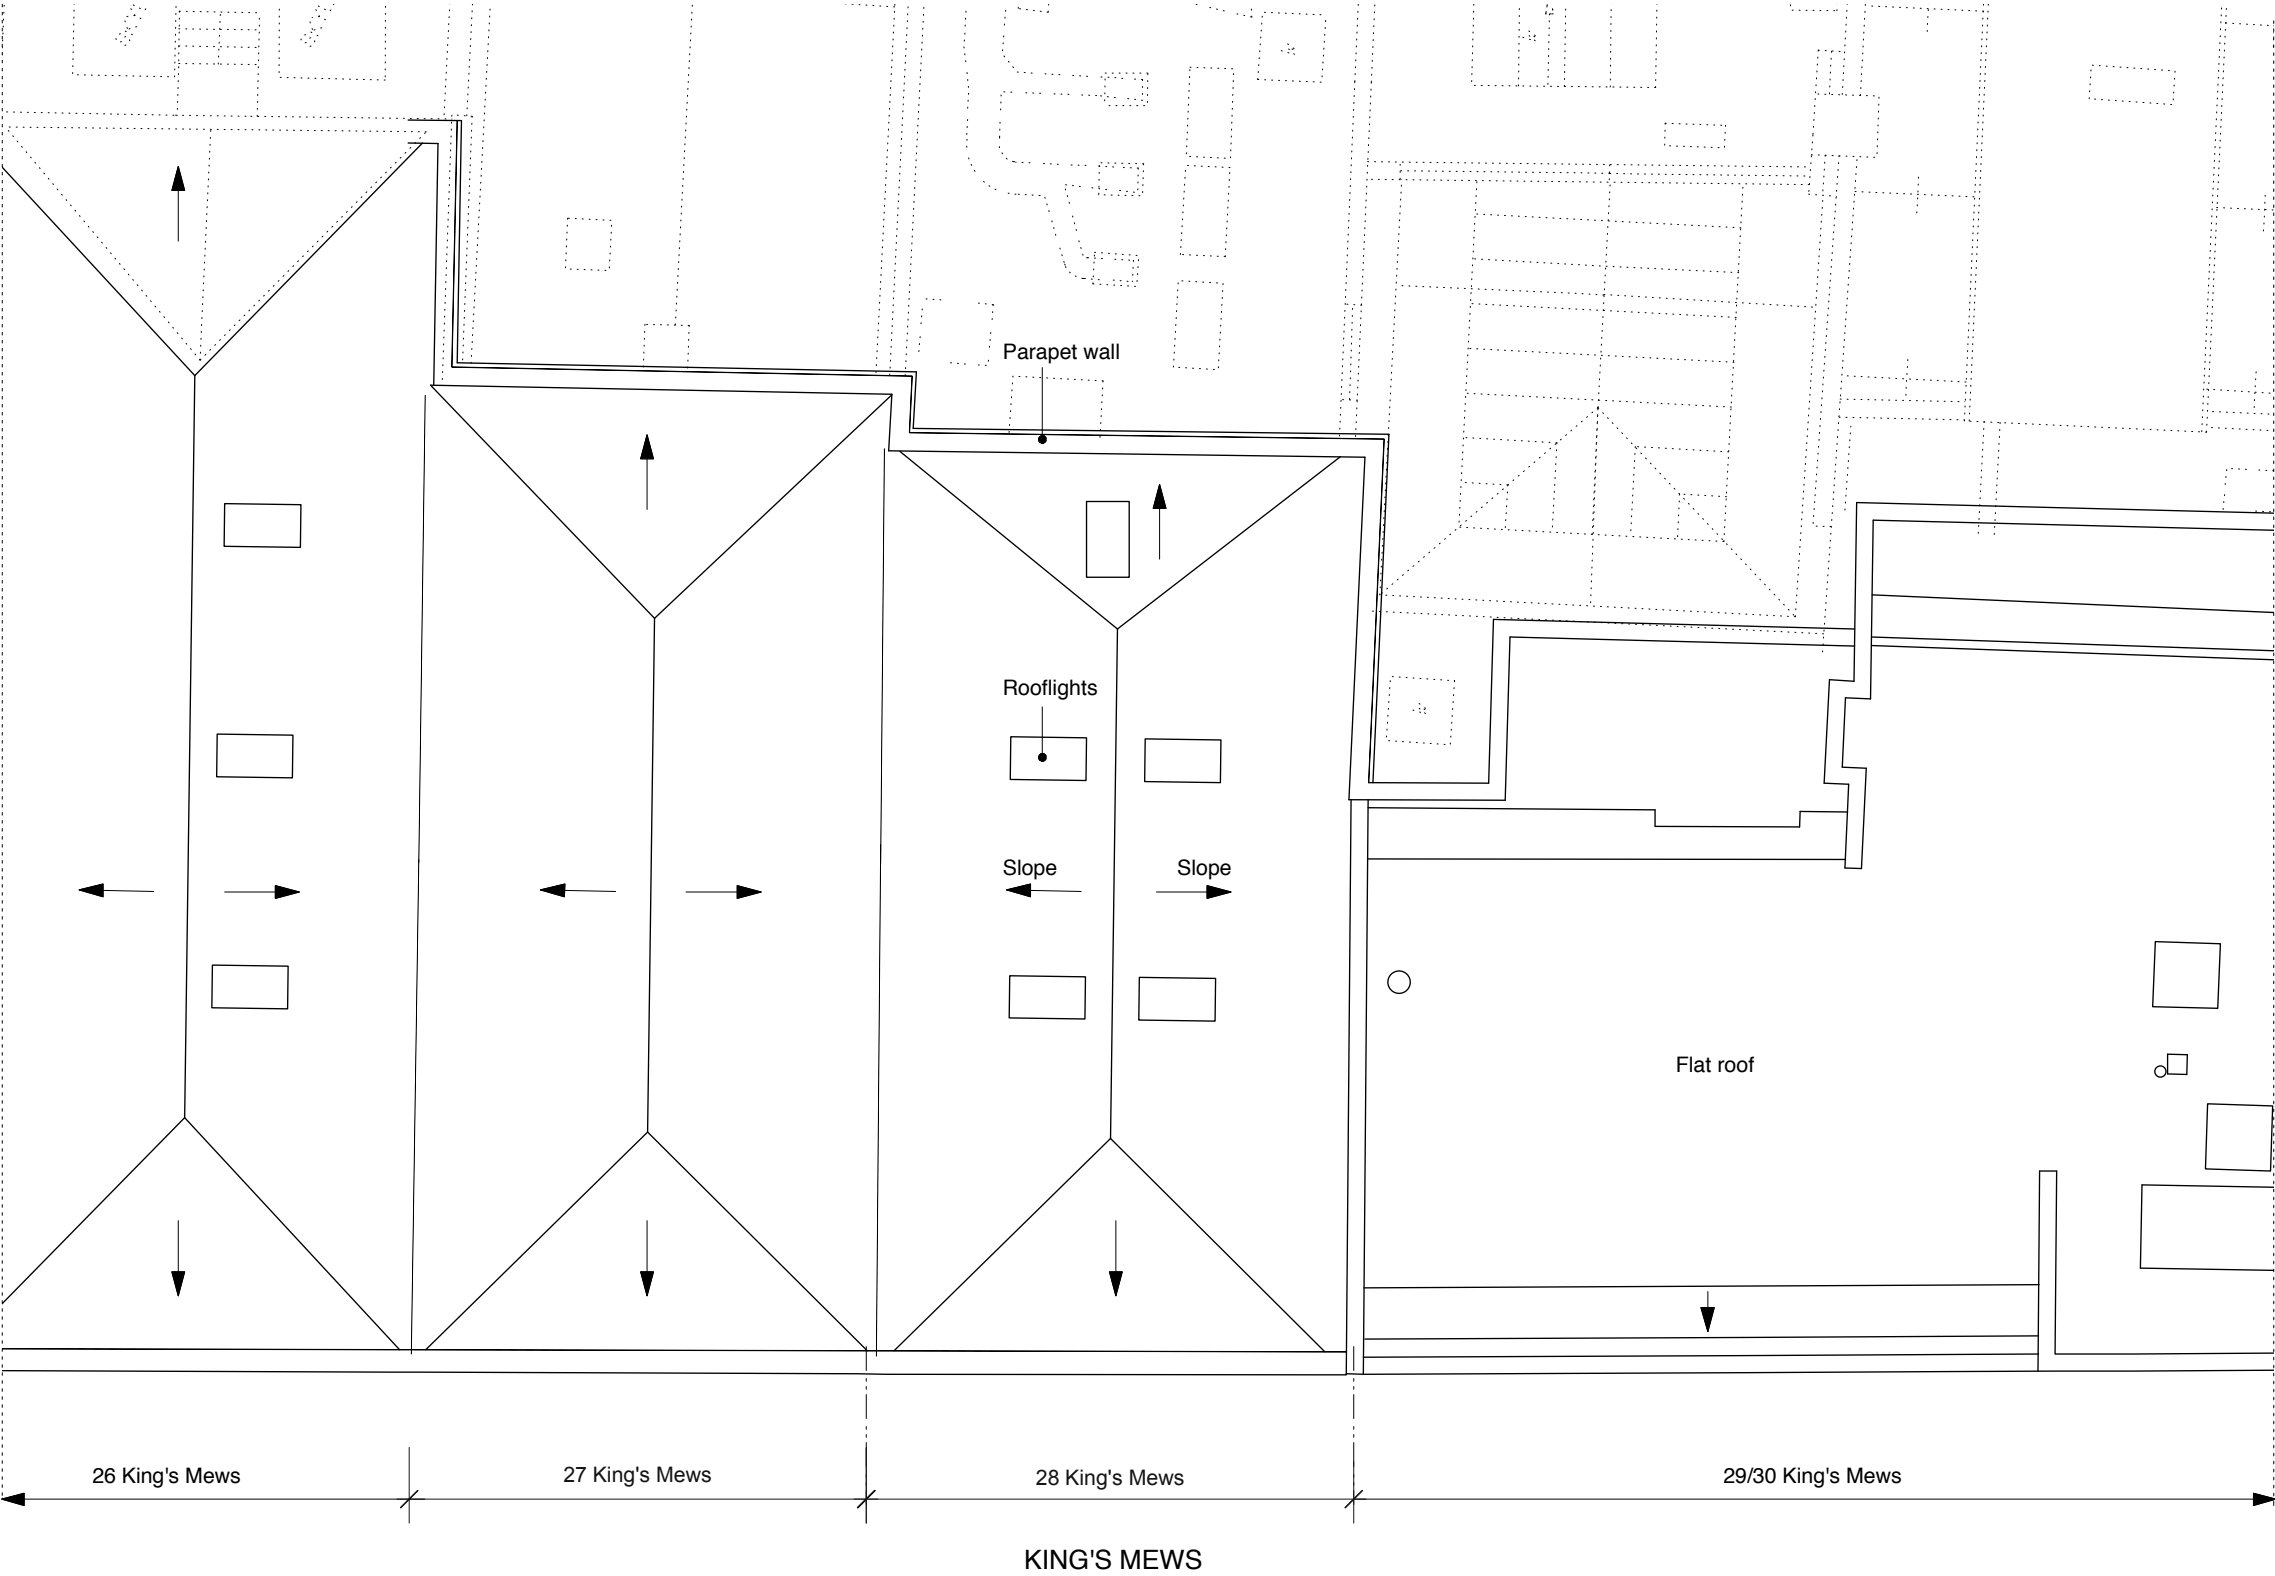 Parapet wall
Rooflights
Slope
Slope
Flat roof
26 King's Mews
27 King's Mews
28 King's Mews
29/30 King's Mews
KING'S MEWS